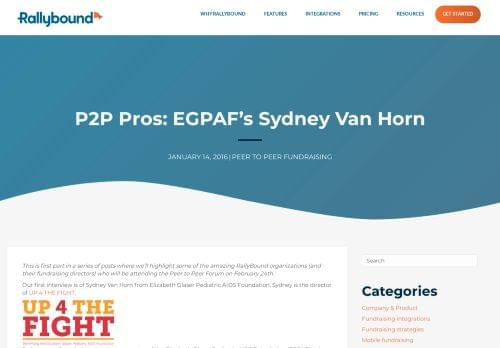 Rallybound
WHY RALLYBOUND
FEATURES
INTEGRATIONS
PRICING
RESOURCES
GET STARTED
P2P Pros: EGPAF's Sydney Van Horn
JANUARY 14, 2016 | PEER TO PEER FUNDRAISING
This is first part in a series of posts where we'll highlight some of the amazing RallyBound organizations (and
their fundraising directors) who will be attending the Peer to Peer Forum on February 24th.
Our first interview is of Sydney Van Horn from Elizabeth Glaser Pediatric AIDS Foundation. Sydney is the director
of UP 4 THE FIGHT.
UP 4 THE
FIGHT
Search
Categories
Company & Product
Fundraising integrations
Fundraising strategies
Mobile fundraising